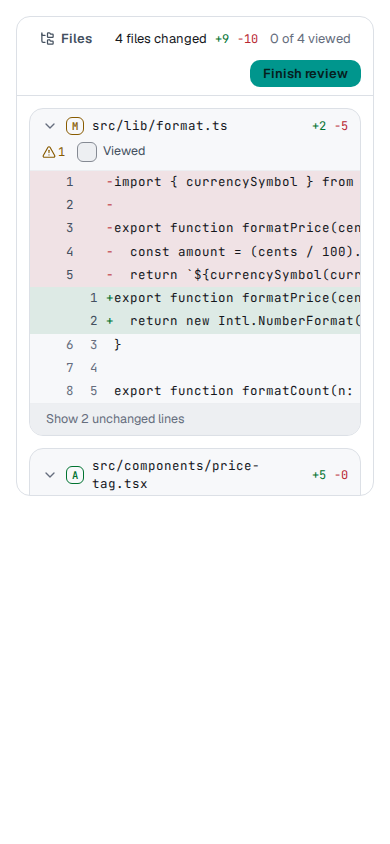 Files 4 files changed +9 -10 0 of 4 viewed
Finish review
M src/lib/format.ts +2 -5
1 Viewed
1 -import { currencySymbol } from
2 -
3 -export function formatPrice(cen
4 -  const amount = (cents / 100).
5 -  return `${currencySymbol(curr
1 +export function formatPrice(cen
2 +  return new Intl.NumberFormat(
6 3 }
7 4
8 5 export function formatCount(n:
Show 2 unchanged lines
A src/components/price-
tag.tsx +5 -0